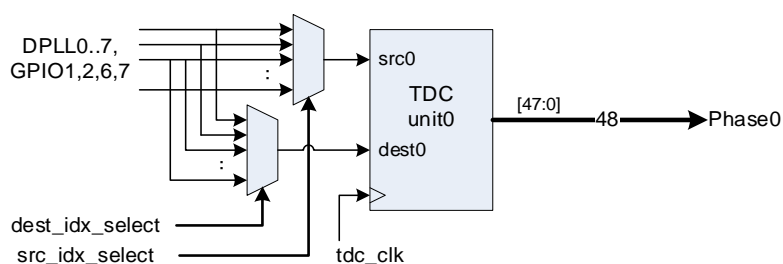 DPLL0..7,
GPIO1,2,6,7
:
src0
TDC
unit0
[47:0]
48
Phase0
dest0
:
dest_idx_select
src_idx_select
tdc_clk